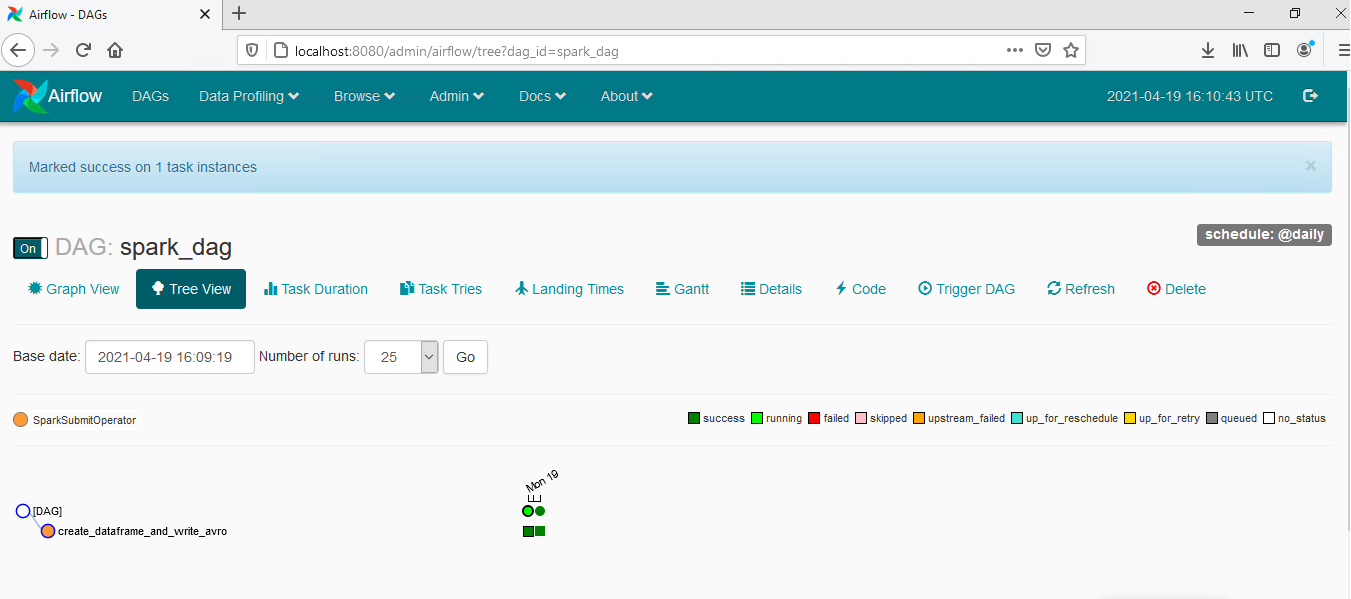 Airflow - DAGs
localhost:8080/admin/airflow/tree?dag_id=spark_dag
Airflow DAGs Data Profiling Browse Admin Docs About 2021-04-19 16:10:43 UTC
Marked success on 1 task instances ×
schedule: @daily
On DAG: spark_dag
Graph View Tree View Task Duration Task Tries Landing Times Gantt Details Code Trigger DAG Refresh Delete
Base date: 2021-04-19 16:09:19 Number of runs: 25 Go
SparkSubmitOperator success running failed skipped upstream_failed up_for_reschedule up_for_retry queued no_status
Mon 19
[DAG]
create_dataframe_and_write_avro